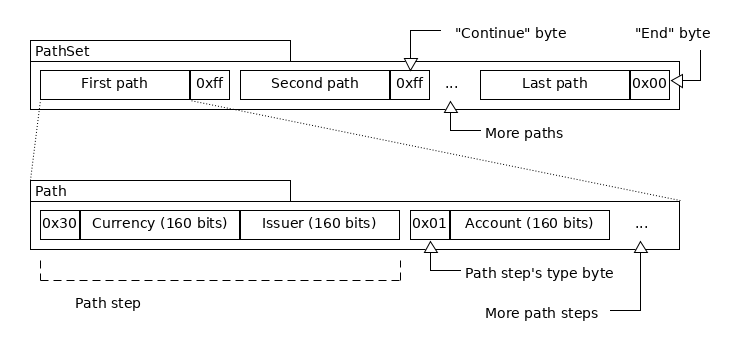 "Continue" byte
"End" byte
PathSet
First path
0xff
Second path
0xff
...
Last path
0x00
More paths
Path
0x30
Currency (160 bits)
Issuer (160 bits)
0x01
Account (160 bits)
...
Path step's type byte
Path step
More path steps